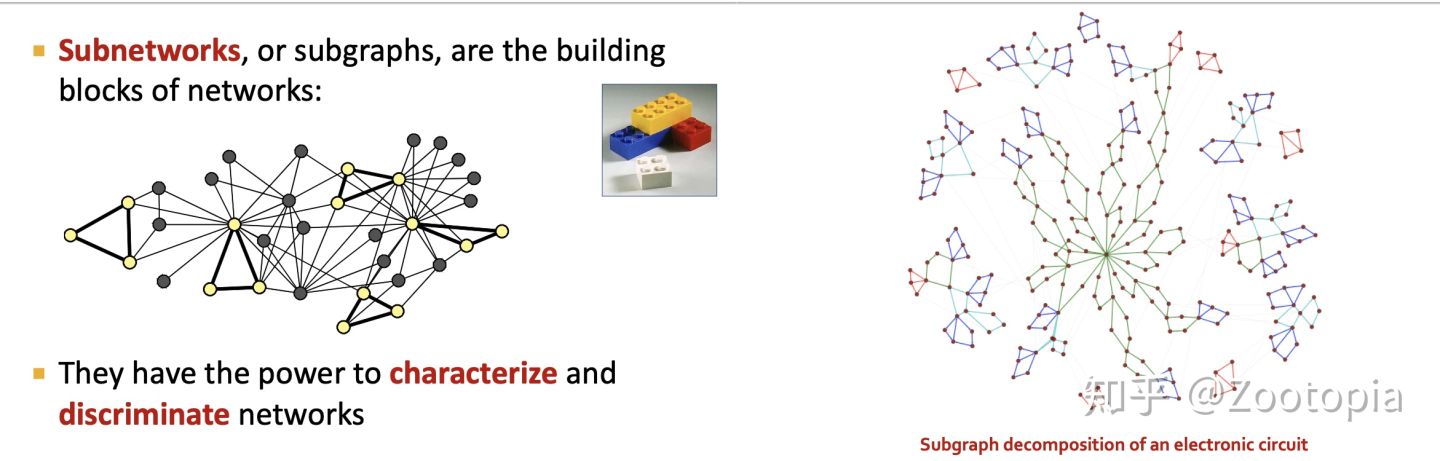 Subnetworks, or subgraphs, are the building
blocks of networks:
They have the power to characterize and
discriminate networks
知乎 @Zootopia
Subgraph decomposition of an electronic circuit